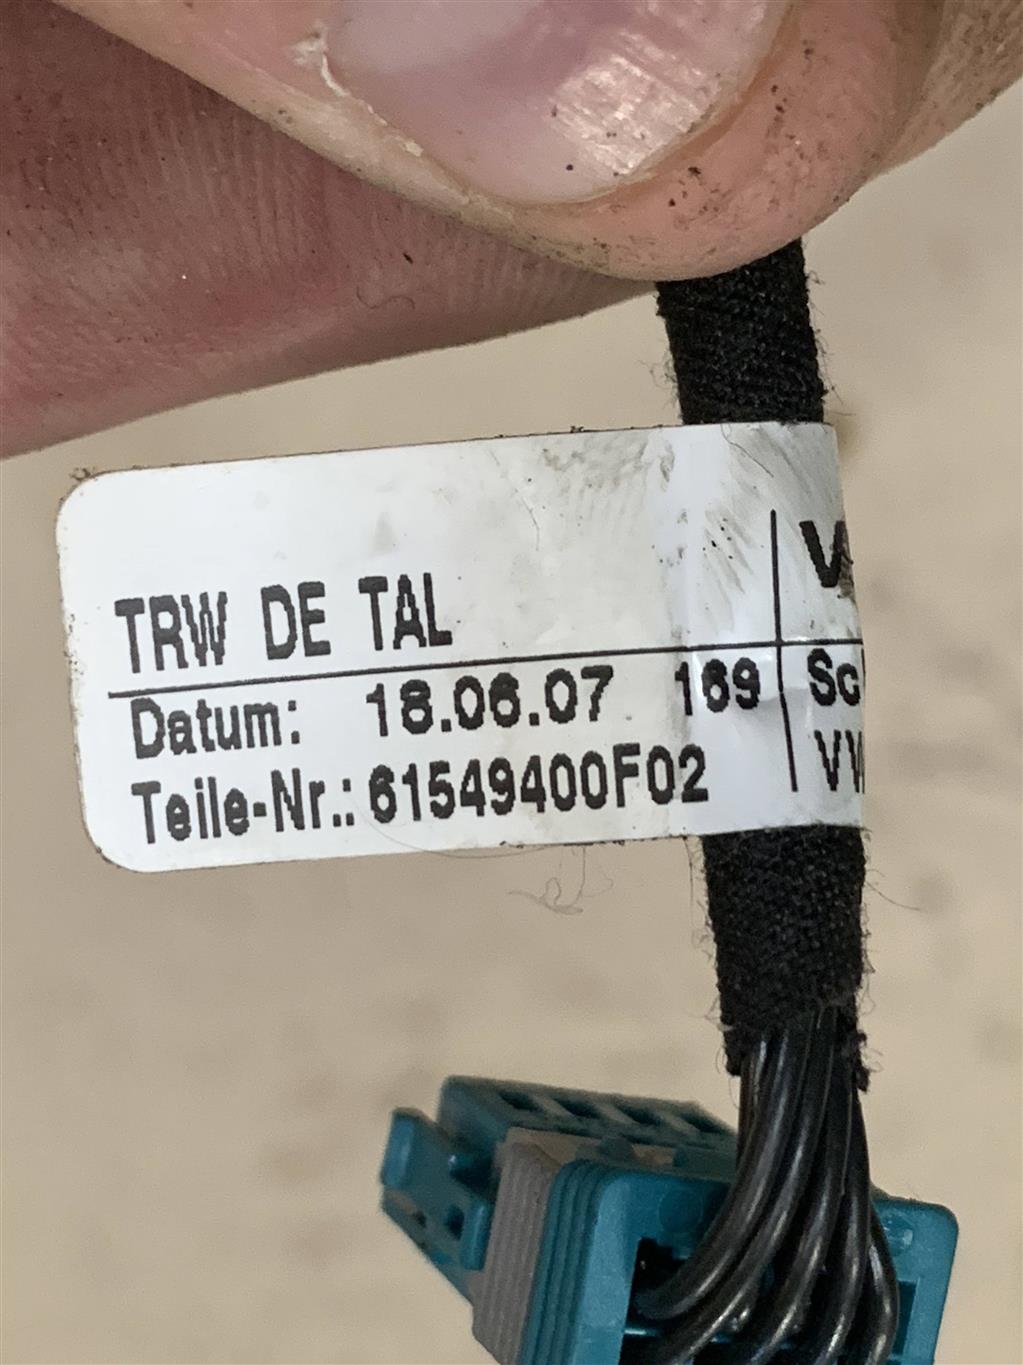 TRW DE TAL
Datum: 18.06.07 169
Teile-Nr.: 61549400F02